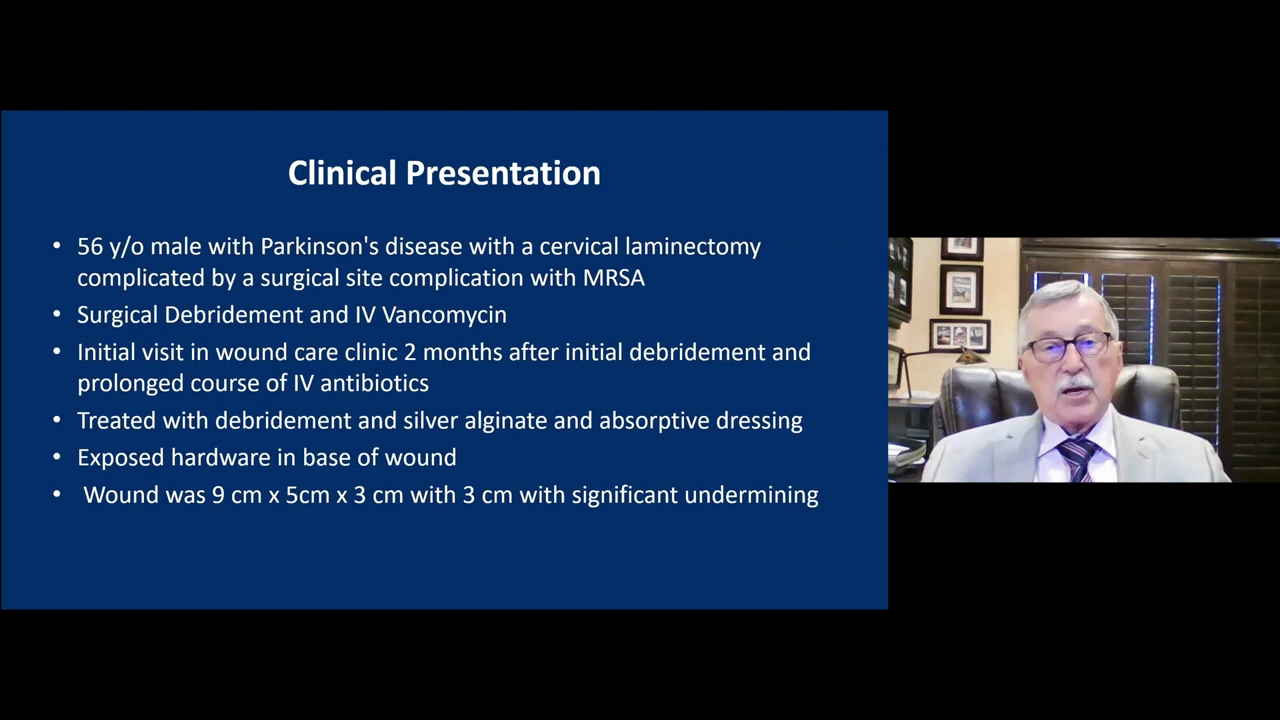 Clinical Presentation
• 56 y/o male with Parkinson's disease with a cervical laminectomy
complicated by a surgical site complication with MRSA
• Surgical Debridement and IV Vancomycin
• Initial visit in wound care clinic 2 months after initial debridement and
prolonged course of IV antibiotics
• Treated with debridement and silver alginate and absorptive dressing
• Exposed hardware in base of wound
• Wound was 9 cm x 5cm x 3 cm with 3 cm with significant undermining